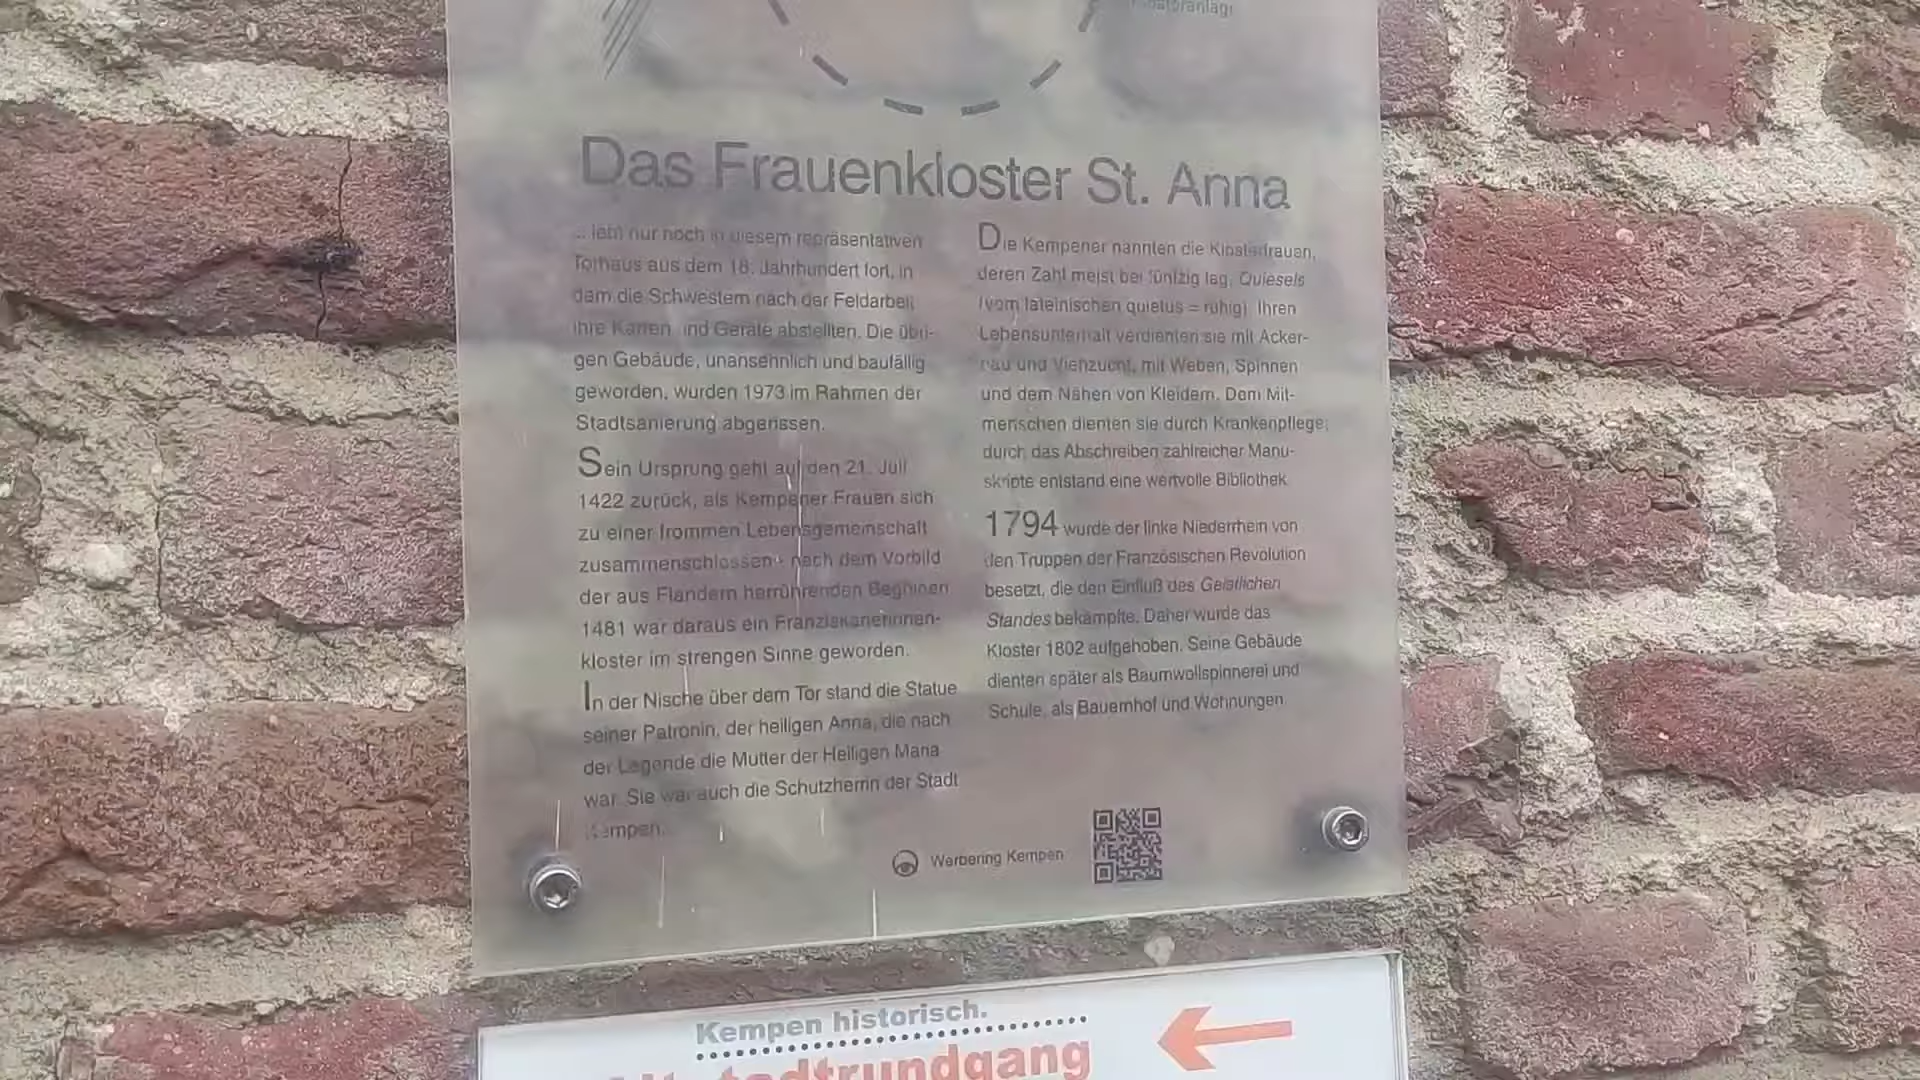 Das Frauenkloster St. Anna
... lebt nur noch in diesem repräsentativen
Torhaus aus dem 18. Jahrhundert fort, in
dem die Schwestern nach der Feldarbeit
ihre Karren und Geräte abstellten. Die übri-
gen Gebäude, unansehnlich und baufällig
geworden, wurden 1973 im Rahmen der
Stadtsanierung abgerissen.
Sein Ursprung geht auf den 21. Juli
1422 zurück, als Kempener Frauen sich
zu einer frommen Lebensgemeinschaft
zusammenschlossen - nach dem Vorbild
der aus Flandern herrührenden Beghinen.
1481 war daraus ein Franziskanerinnen-
kloster im strengen Sinne geworden.
In der Nische über dem Tor stand die Statue
seiner Patronin, der heiligen Anna, die nach
der Legende die Mutter der Heiligen Maria
war. Sie war auch die Schutzherrin der Stadt
Kempen.
Die Kempener nannten die Klosterfrauen,
deren Zahl meist bei fünfzig lag, Quiesels
(vom lateinischen quietus = ruhig). Ihren
Lebensunterhalt verdienten sie mit Acker-
bau und Viehzucht, mit Weben, Spinnen
und dem Nähen von Kleidern. Dem Mit-
menschen dienten sie durch Krankenpflege;
durch das Abschreiben zahlreicher Manu-
skripte entstand eine wertvolle Bibliothek.
1794 wurde der linke Niederrhein von
den Truppen der Französischen Revolution
besetzt, die den Einfluß des Geistlichen
Standes bekämpfte. Daher wurde das
Kloster 1802 aufgehoben. Seine Gebäude
dienten später als Baumwollspinnerei und
Schule, als Bauernhof und Wohnungen.
Werbering Kempen
Kempen historisch.
Altstadtrundgang